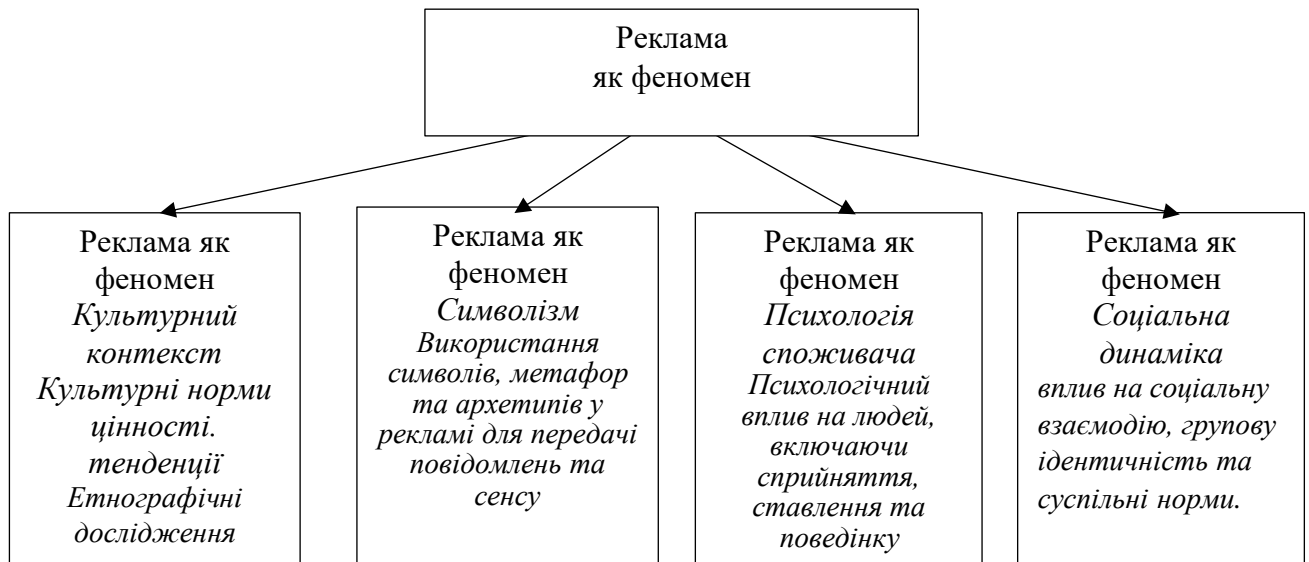 Реклама
як феномен
Реклама як
феномен
Культурний
контекст
Культурні норми
цінності.
тенденції
Етнографічні
дослідження
Реклама як
феномен
Символізм
Використання
символів, метафор
та архетипів у
рекламі для передачі
повідомлень та
сенсу
Реклама як
феномен
Психологія
споживача
Психологічний
вплив на людей,
включаючи
сприйняття,
ставлення та
поведінку
Реклама як
феномен
Соціальна
динаміка
вплив на соціальну
взаємодію, групову
ідентичність та
суспільні норми.